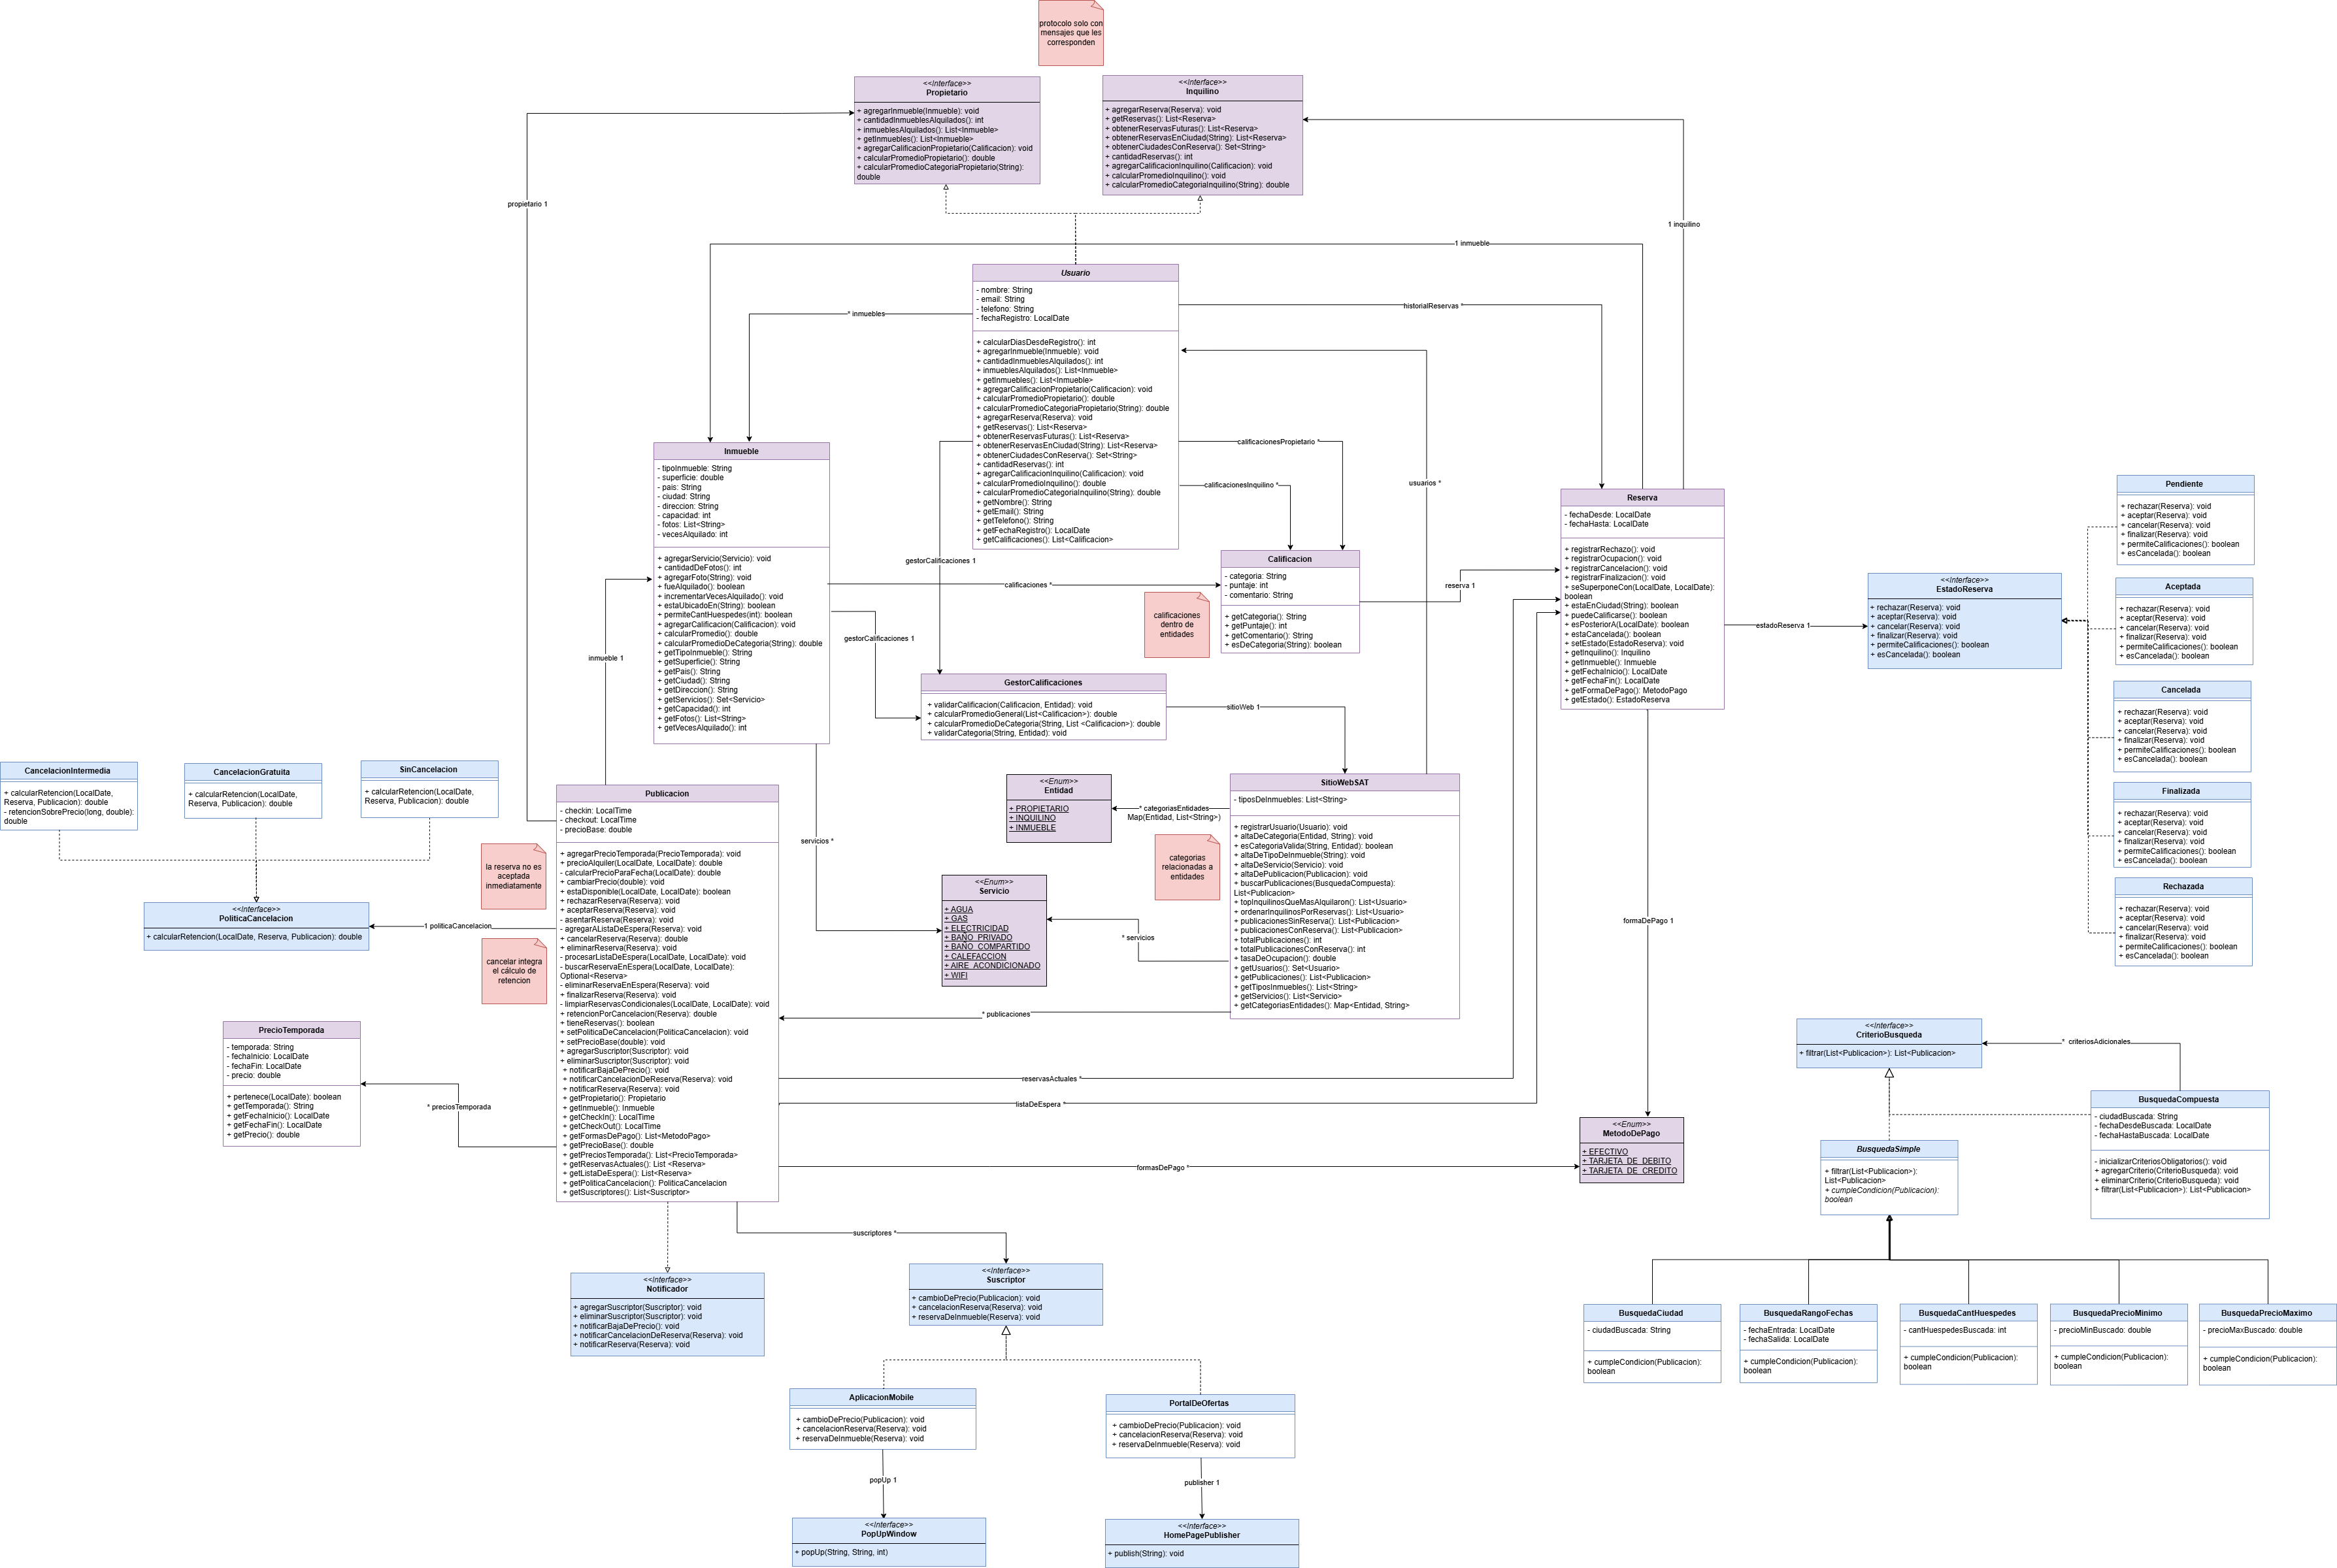 protocolo solo con
mensajes que les
corresponden
<<Interface>>
Propietario
+ agregarInmueble(Inmueble): void
+ cantidadInmueblesAlquilados(): int
+ inmueblesAlquilados(): List<Inmueble>
+ getInmuebles(): List<Inmueble>
+ agregarCalificacionPropietario(Calificacion): void
+ calcularPromedioPropietario(): double
+ calcularPromedioCategoriaPropietario(String):
double
<<Interface>>
Inquilino
+ agregarReserva(Reserva): void
+ getReservas(): List<Reserva>
+ obtenerReservasFuturas(): List<Reserva>
+ obtenerReservasEnCiudad(String): List<Reserva>
+ obtenerCiudadesConReserva(): Set<String>
+ cantidadReservas(): int
+ agregarCalificacionInquilino(Calificacion): void
+ calcularPromedioInquilino(): void
+ calcularPromedioCategoriaInquilino(String): double
propietario 1
1 inquilino
1 inmueble
Usuario
- nombre: String
- email: String
- telefono: String
- fechaRegistro: LocalDate
+ calcularDiasDesdeRegistro(): int
+ agregarInmueble(Inmueble): void
+ cantidadInmueblesAlquilados(): int
+ inmueblesAlquilados(): List<Inmueble>
+ getInmuebles(): List<Inmueble>
+ agregarCalificacionPropietario(Calificacion): void
+ calcularPromedioPropietario(): double
+ calcularPromedioCategoriaPropietario(String): double
+ agregarReserva(Reserva): void
+ getReservas(): List<Reserva>
+ obtenerReservasFuturas(): List<Reserva>
+ obtenerReservasEnCiudad(String): List<Reserva>
+ obtenerCiudadesConReserva(): Set<String>
+ cantidadReservas(): int
+ agregarCalificacionInquilino(Calificacion): void
+ calcularPromedioInquilino(): double
+ calcularPromedioCategoriaInquilino(String): double
+ getNombre(): String
+ getEmail(): String
+ getTelefono(): String
+ getFechaRegistro(): LocalDate
+ getCalificaciones(): List<Calificacion>
* inmuebles
historialReservas *
calificacionesPropietario *
calificacionesInquilino *
usuarios *
gestorCalificaciones 1
Inmueble
- tipoInmueble: String
- superficie: double
- pais: String
- ciudad: String
- direccion: String
- capacidad: int
- fotos: List<String>
- vecesAlquilado: int
+ agregarServicio(Servicio): void
+ cantidadDeFotos(): int
+ agregarFoto(String): void
+ fueAlquilado(): boolean
+ incrementarVecesAlquilado(): void
+ estaUbicadoEn(String): boolean
+ permiteCantHuespedes(int): boolean
+ agregarCalificacion(Calificacion): void
+ calcularPromedio(): double
+ calcularPromedioDeCategoria(String): double
+ getTipoInmueble(): String
+ getSuperficie(): String
+ getPais(): String
+ getCiudad(): String
+ getDireccion(): String
+ getServicios(): Set<Servicio>
+ getCapacidad(): int
+ getFotos(): List<String>
+ getVecesAlquilado(): int
inmueble 1
calificaciones *
gestorCalificaciones 1
Calificacion
- categoria: String
- puntaje: int
- comentario: String
+ getCategoria(): String
+ getPuntaje(): int
+ getComentario(): String
+ esDeCategoria(String): boolean
calificaciones
dentro de
entidades
reserva 1
Reserva
- fechaDesde: LocalDate
- fechaHasta: LocalDate
+ registrarRechazo(): void
+ registrarOcupacion(): void
+ registrarCancelacion(): void
+ registrarFinalizacion(): void
+ seSuperponeCon(LocalDate, LocalDate):
boolean
+ estaEnCiudad(String): boolean
+ puedeCalificarse(): boolean
+ esPosteriorA(LocalDate): boolean
+ estaCancelada(): boolean
+ setEstado(EstadoReserva): void
+ getInquilino(): Inquilino
+ getInmueble(): Inmueble
+ getFechaInicio(): LocalDate
+ getFechaFin(): LocalDate
+ getFormaDePago(): MetodoPago
+ getEstado(): EstadoReserva
estadoReserva 1
<<Interface>>
EstadoReserva
+ rechazar(Reserva): void
+ aceptar(Reserva): void
+ cancelar(Reserva): void
+ finalizar(Reserva): void
+ permiteCalificaciones(): boolean
+ esCancelada(): boolean
Pendiente
+ rechazar(Reserva): void
+ aceptar(Reserva): void
+ cancelar(Reserva): void
+ finalizar(Reserva): void
+ permiteCalificaciones(): boolean
+ esCancelada(): boolean
Aceptada
+ rechazar(Reserva): void
+ aceptar(Reserva): void
+ cancelar(Reserva): void
+ finalizar(Reserva): void
+ permiteCalificaciones(): boolean
+ esCancelada(): boolean
Cancelada
+ rechazar(Reserva): void
+ aceptar(Reserva): void
+ cancelar(Reserva): void
+ finalizar(Reserva): void
+ permiteCalificaciones(): boolean
+ esCancelada(): boolean
Finalizada
+ rechazar(Reserva): void
+ aceptar(Reserva): void
+ cancelar(Reserva): void
+ finalizar(Reserva): void
+ permiteCalificaciones(): boolean
+ esCancelada(): boolean
Rechazada
+ rechazar(Reserva): void
+ aceptar(Reserva): void
+ cancelar(Reserva): void
+ finalizar(Reserva): void
+ permiteCalificaciones(): boolean
+ esCancelada(): boolean
GestorCalificaciones
+ validarCalificacion(Calificacion, Entidad): void
+ calcularPromedioGeneral(List<Calificacion>): double
+ calcularPromedioDeCategoria(String, List <Calificacion>): double
+ validarCategoria(String, Entidad): void
sitioWeb 1
CancelacionIntermedia
+ calcularRetencion(LocalDate,
Reserva, Publicacion): double
- retencionSobrePrecio(long, double):
double
CancelacionGratuita
+ calcularRetencion(LocalDate,
Reserva, Publicacion): double
SinCancelacion
+ calcularRetencion(LocalDate,
Reserva, Publicacion): double
<<Interface>>
PoliticaCancelacion
+ calcularRetencion(LocalDate, Reserva, Publicacion): double
1 politicaCancelacion
la reserva no es
aceptada
inmediatamente
cancelar integra
el cálculo de
retencion
Publicacion
- checkin: LocalTime
- checkout: LocalTime
- precioBase: double
+ agregarPrecioTemporada(PrecioTemporada): void
+ precioAlquiler(LocalDate, LocalDate): double
- calcularPrecioParaFecha(LocalDate): double
+ cambiarPrecio(double): void
+ estaDisponible(LocalDate, LocalDate): boolean
+ rechazarReserva(Reserva): void
+ aceptarReserva(Reserva): void
- asentarReserva(Reserva): void
- agregarAListaDeEspera(Reserva): void
+ cancelarReserva(Reserva): double
- eliminarReserva(Reserva): void
- procesarListaDeEspera(LocalDate, LocalDate): void
- buscarReservaEnEspera(LocalDate, LocalDate):
Optional<Reserva>
- eliminarReservaEnEspera(Reserva): void
+ finalizarReserva(Reserva): void
- limpiarReservasCondicionales(LocalDate, LocalDate): void
+ retencionPorCancelacion(Reserva): double
+ tieneReservas(): boolean
+ setPoliticaDeCancelacion(PoliticaCancelacion): void
+ setPrecioBase(double): void
+ agregarSuscriptor(Suscriptor): void
+ eliminarSuscriptor(Suscriptor): void
+ notificarBajaDePrecio(): void
+ notificarCancelacionDeReserva(Reserva): void
+ notificarReserva(Reserva): void
+ getPropietario(): Propietario
+ getInmueble(): Inmueble
+ getCheckIn(): LocalTime
+ getCheckOut(): LocalTime
+ getFormasDePago(): List<MetodoPago>
+ getPrecioBase(): double
+ getPreciosTemporada(): List<PrecioTemporada>
+ getReservasActuales(): List <Reserva>
+ getListaDeEspera(): List<Reserva>
+ getPoliticaCancelacion(): PoliticaCancelacion
+ getSuscriptores(): List<Suscriptor>
servicios *
<<Enum>>
Entidad
+ PROPIETARIO
+ INQUILINO
+ INMUEBLE
* categoriasEntidades
Map(Entidad, List<String>)
categorias
relacionadas a
entidades
<<Enum>>
Servicio
+ AGUA
+ GAS
+ ELECTRICIDAD
+ BAÑO_PRIVADO
+ BAÑO_COMPARTIDO
+ CALEFACCION
+ AIRE_ACONDICIONADO
+ WIFI
* servicios
SitioWebSAT
- tiposDeInmuebles: List<String>
+ registrarUsuario(Usuario): void
+ altaDeCategoria(Entidad, String): void
+ esCategoriaValida(String, Entidad): boolean
+ altaDeTipoDeInmueble(String): void
+ altaDeServicio(Servicio): void
+ altaDePublicacion(Publicacion): void
+ buscarPublicaciones(BusquedaCompuesta):
List<Publicacion>
+ topInquilinosQueMasAlquilaron(): List<Usuario>
+ ordenarInquilinosPorReservas(): List<Usuario>
+ publicacionesSinReserva(): List<Publicacion>
+ publicacionesConReserva(): List<Publicacion>
+ totalPublicaciones(): int
+ totalPublicacionesConReserva(): int
+ tasaDeOcupacion(): double
+ getUsuarios(): Set<Usuario>
+ getPublicaciones(): List<Publicacion>
+ getTiposInmuebles(): List<String>
+ getServicios(): List<Servicio>
+ getCategoriasEntidades(): Map<Entidad, String>
* publicaciones
formaDePago 1
PrecioTemporada
- temporada: String
- fechaInicio: LocalDate
- fechaFin: LocalDate
- precio: double
+ pertenece(LocalDate): boolean
+ getTemporada(): String
+ getFechaInicio(): LocalDate
+ getFechaFin(): LocalDate
+ getPrecio(): double
* preciosTemporada
reservasActuales *
listaDeEspera *
formasDePago *
<<Enum>>
MetodoDePago
+ EFECTIVO
+ TARJETA_DE_DEBITO
+ TARJETA_DE_CREDITO
<<Interface>>
CriterioBusqueda
+ filtrar(List<Publicacion>): List<Publicacion>
* criteriosAdicionales
BusquedaCompuesta
- ciudadBuscada: String
- fechaDesdeBuscada: LocalDate
- fechaHastaBuscada: LocalDate
- inicializarCriteriosObligatorios(): void
+ agregarCriterio(CriterioBusqueda): void
+ eliminarCriterio(CriterioBusqueda): void
+ filtrar(List<Publicacion>): List<Publicacion>
BusquedaSimple
+ filtrar(List<Publicacion>):
List<Publicacion>
+ cumpleCondicion(Publicacion):
boolean
suscriptores *
<<Interface>>
Notificador
+ agregarSuscriptor(Suscriptor): void
+ eliminarSuscriptor(Suscriptor): void
+ notificarBajaDePrecio(): void
+ notificarCancelacionDeReserva(Reserva): void
+ notificarReserva(Reserva): void
<<Interface>>
Suscriptor
+ cambioDePrecio(Publicacion): void
+ cancelacionReserva(Reserva): void
+ reservaDeInmueble(Reserva): void
BusquedaCiudad
- ciudadBuscada: String
+ cumpleCondicion(Publicacion):
boolean
BusquedaRangoFechas
- fechaEntrada: LocalDate
- fechaSalida: LocalDate
+ cumpleCondicion(Publicacion):
boolean
BusquedaCantHuespedes
- cantHuespedesBuscada: int
+ cumpleCondicion(Publicacion):
boolean
BusquedaPrecioMinimo
- precioMinBuscado: double
+ cumpleCondicion(Publicacion):
boolean
BusquedaPrecioMaximo
- precioMaxBuscado: double
+ cumpleCondicion(Publicacion):
boolean
AplicacionMobile
+ cambioDePrecio(Publicacion): void
+ cancelacionReserva(Reserva): void
+ reservaDeInmueble(Reserva): void
PortalDeOfertas
+ cambioDePrecio(Publicacion): void
+ cancelacionReserva(Reserva): void
+ reservaDeInmueble(Reserva): void
popUp 1
publisher 1
<<Interface>>
PopUpWindow
+ popUp(String, String, int)
<<Interface>>
HomePagePublisher
+ publish(String): void